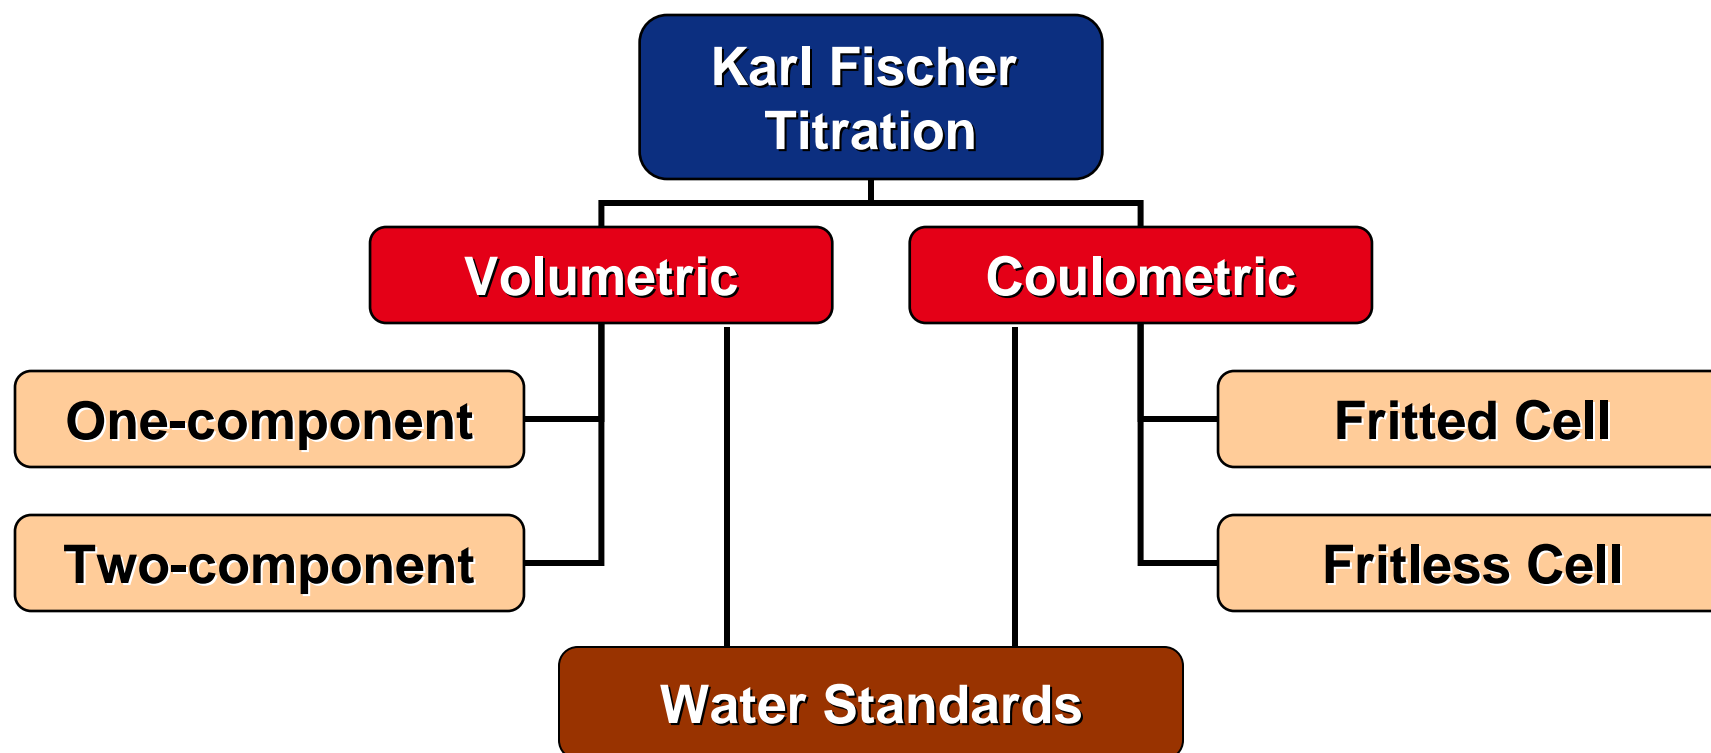 Karl Fischer
Titration
Volumetric
Coulometric
One-component
Fritted Cell
Two-component
Fritless Cell
Water Standards